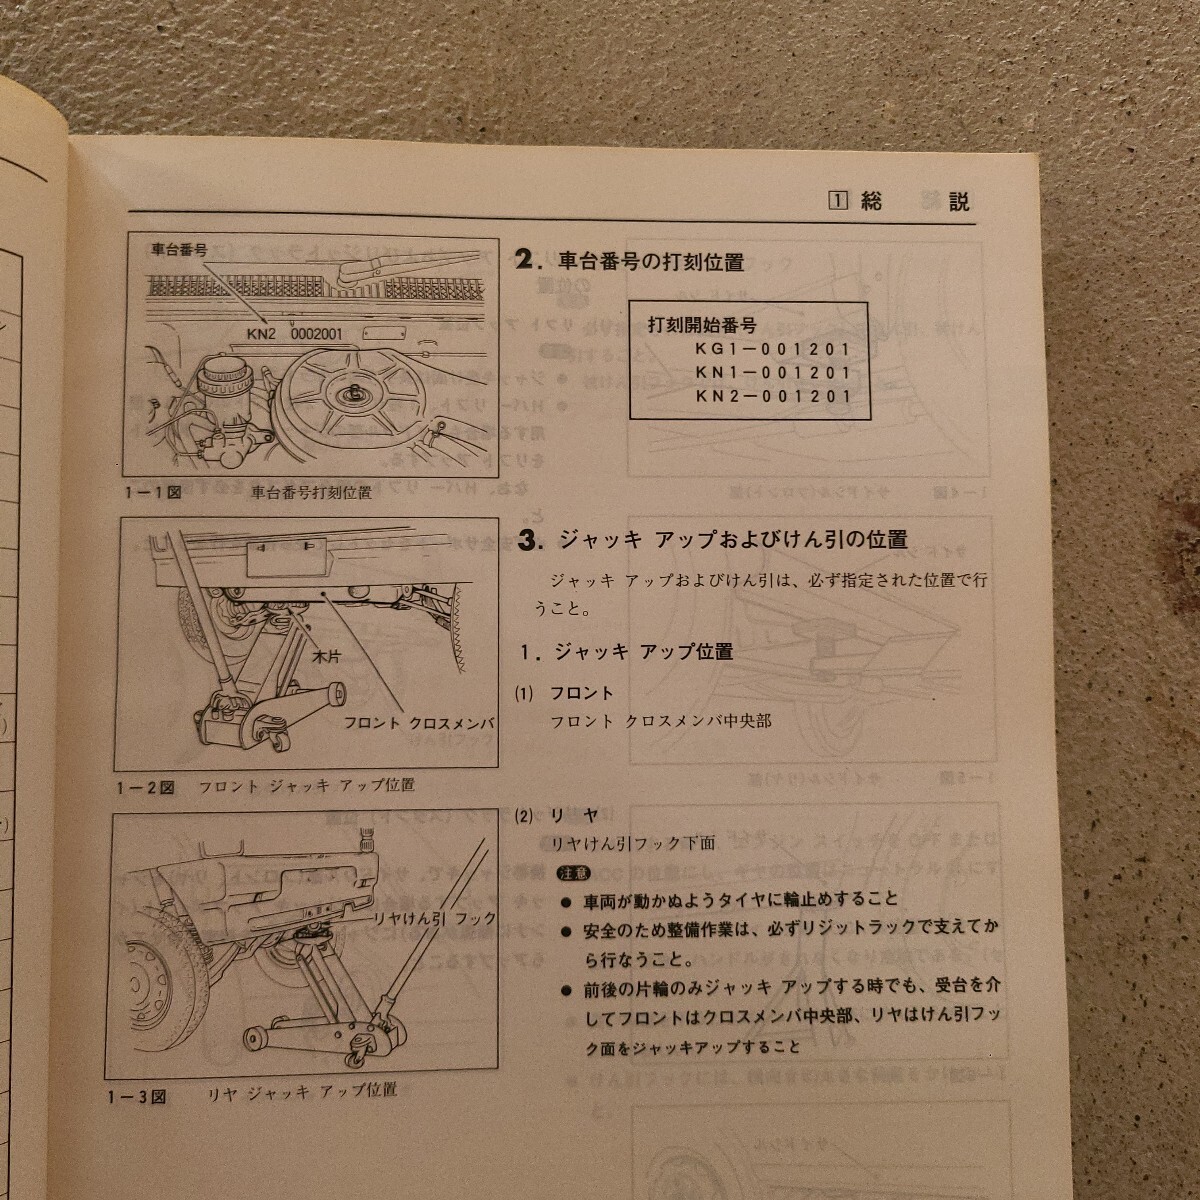 1 総 説
車台番号
KN2 0002001
1－1図 車台番号打刻位置
木片
フロント クロスメンバ
1－2図 フロント ジャッキ アップ位置
リヤけん引 フック
1－3図 リヤ ジャッキ アップ位置
2. 車台番号の打刻位置
打刻開始番号
KG1－001201
KN1－001201
KN2－001201
3. ジャッキ アップおよびけん引の位置
ジャッキ アップおよびけん引は、必ず指定された位置で行
うこと。
1. ジャッキ アップ位置
(1) フロント
フロント クロスメンバ中央部
(2) リ ヤ
リヤけん引フック下面
注意
● 車両が動かぬようタイヤに輪止めすること
● 安全のため整備作業は、必ずリジットラックで支えてか
ら行なうこと。
● 前後の片輪のみジャッキ アップする時でも、受台を介
してフロントはクロスメンバ中央部、リヤはけん引フッ
ク面をジャッキアップすること